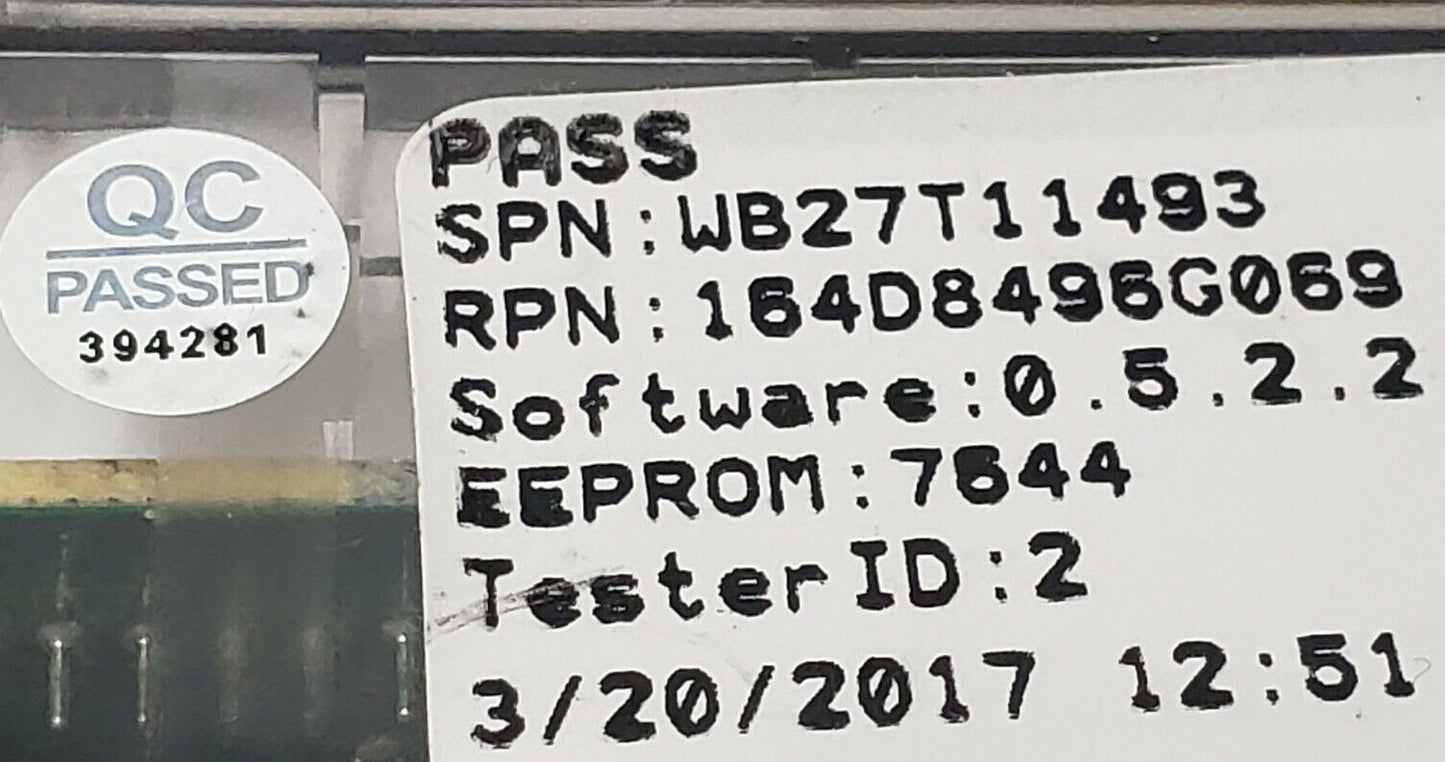 QC
PASSED
394281
PASS
SPN:WB27T11493
RPN:164D8496G069
Software:0.5.2.2
EEPROM:7644
TesterID:2
3/20/2017 12:51